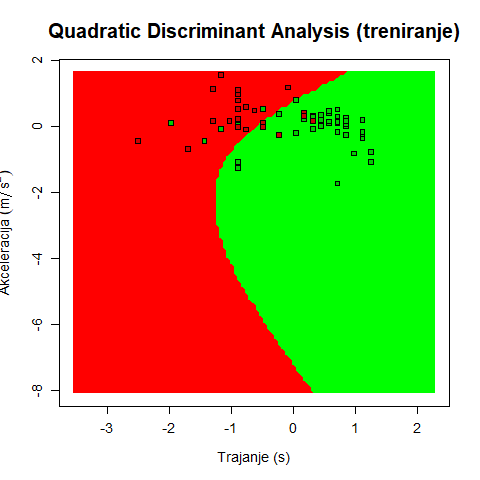 Quadratic Discriminant Analysis (treniranje)
2
0
-2
-4
-6
-8
Akceleracija (m/s²)
-3 -2 -1 0 1 2
Trajanje (s)